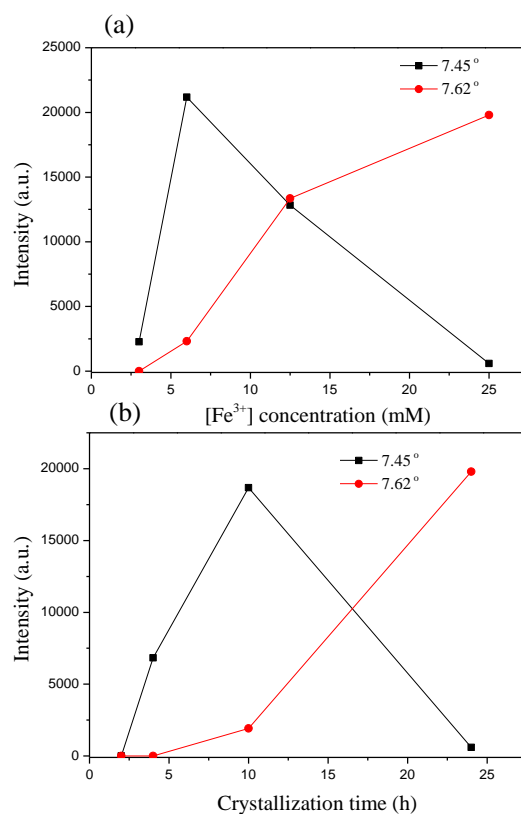 (a)
25000
7.45 °
7.62 °
20000
15000
10000
5000
0
Intensity (a.u.)
0 5 10 15 20 25
[Fe³⁺] concentration (mM)
(b)
20000
7.45 °
7.62 °
15000
10000
5000
0
Intensity (a.u.)
0 5 10 15 20 25
Crystallization time (h)